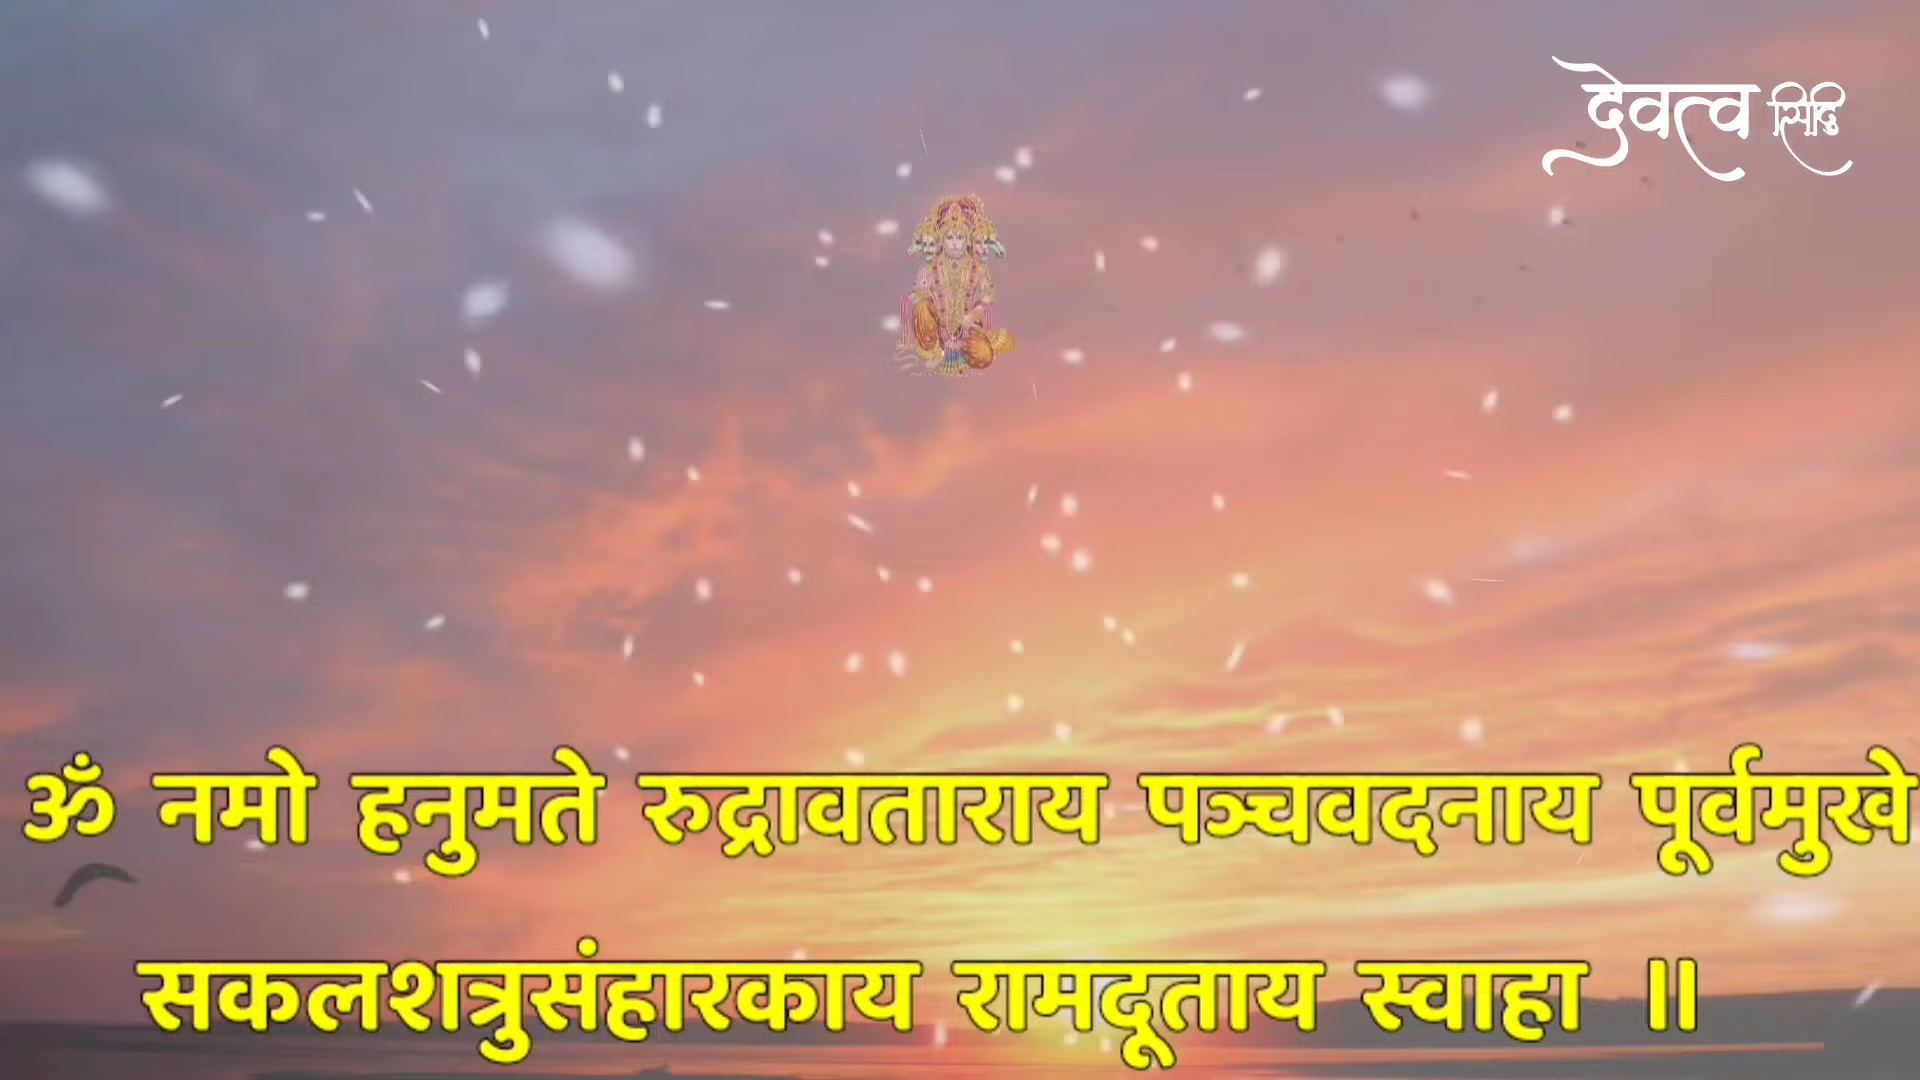 देवत्व सिद्धि
ॐ नमो हनुमते रुद्रावताराय पञ्चवदनाय पूर्वमुखे
सकलशत्रुसंहारकाय रामदूताय स्वाहा ॥